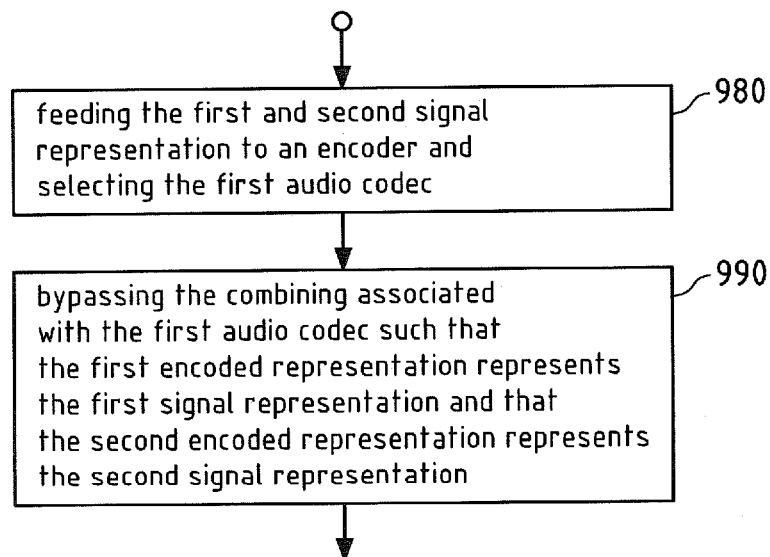 980
feeding the first and second signal
representation to an encoder and
selecting the first audio codec
990
bypassing the combining associated
with the first audio codec such that
the first encoded representation represents
the first signal representation and that
the second encoded representation represents
the second signal representation